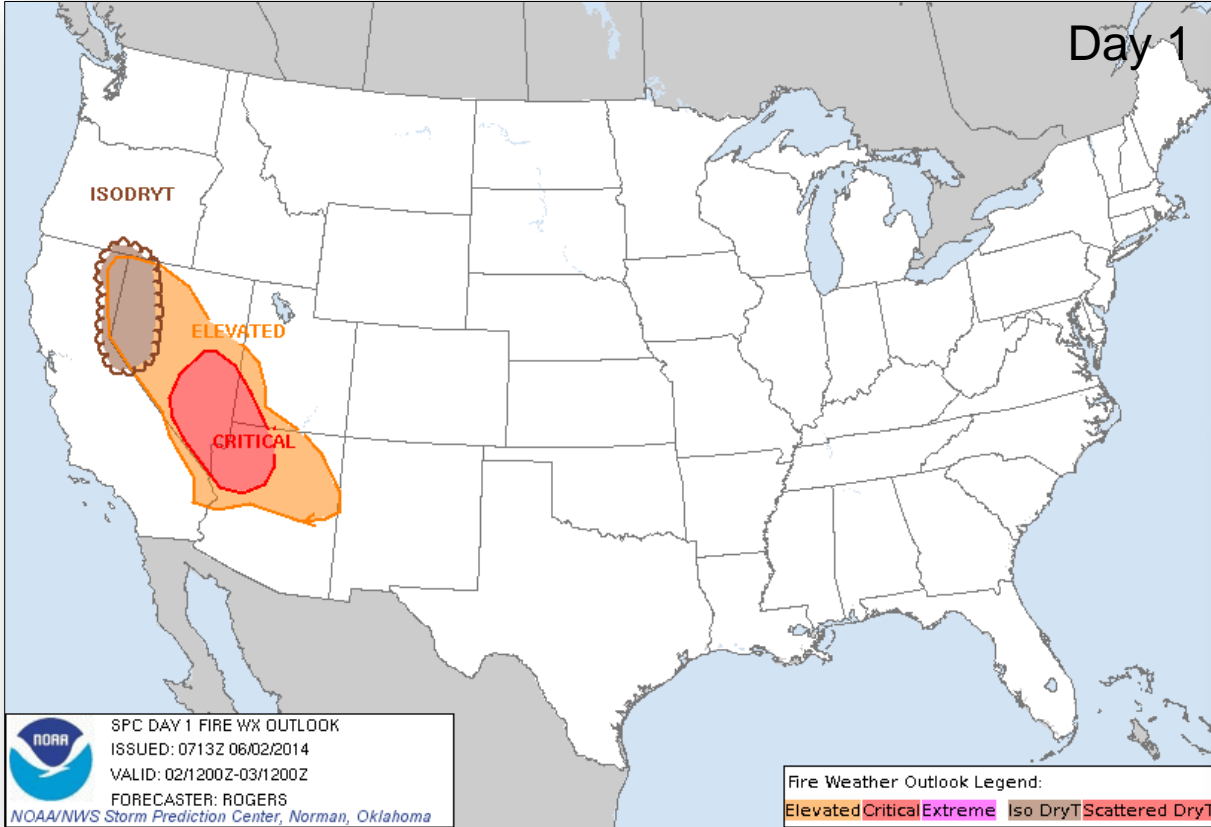 Day 1
ISODRYT
ELEVATED
CRITICAL
NOAA
SPC DAY 1 FIRE WX OUTLOOK
ISSUED: 0713Z 06/02/2014
VALID: 02/1200Z-03/1200Z
FORECASTER: ROGERS
NOAA/NWS Storm Prediction Center, Norman, Oklahoma
Fire Weather Outlook Legend:
Elevated Critical Extreme Iso DryT Scattered DryT